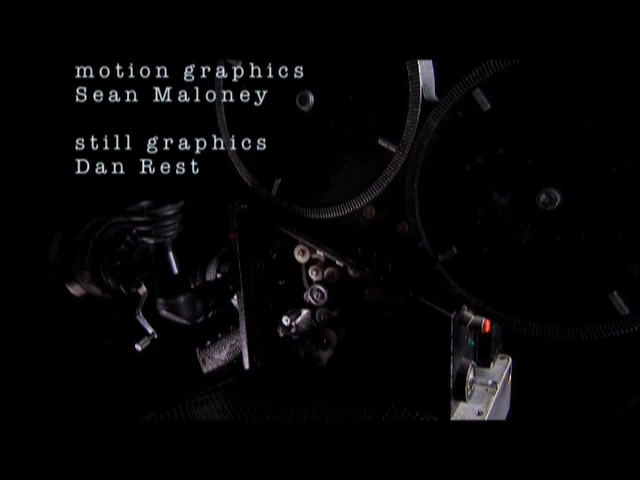 motion graphics
Sean Maloney
still graphics
Dan Rest